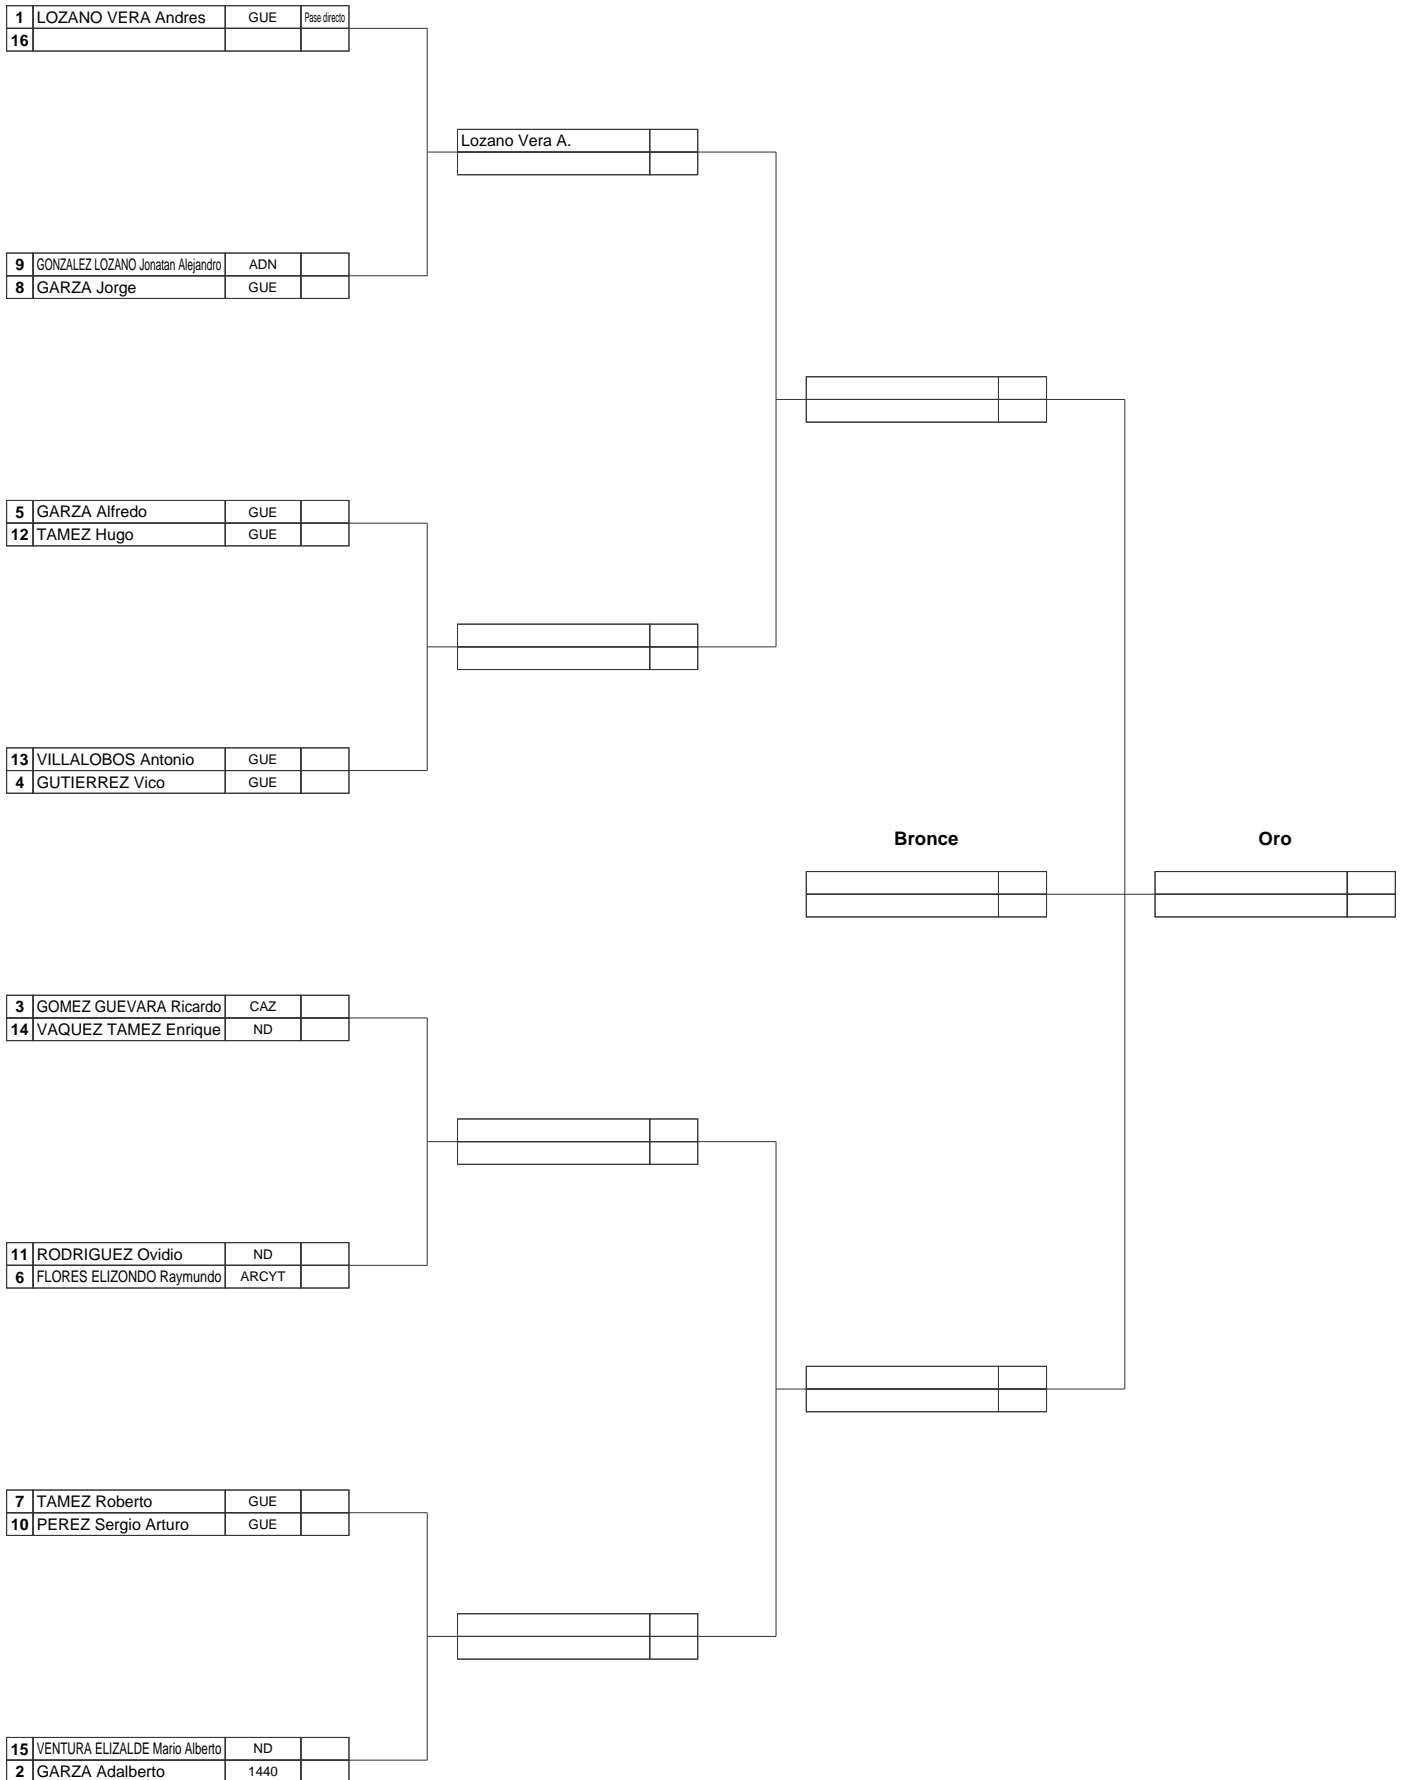 1 LOZANO VERA Andres GUE Pase directo
16
Lozano Vera A.
9 GONZALEZ LOZANO Jonatan Alejandro ADN
8 GARZA Jorge GUE
5 GARZA Alfredo GUE
12 TAMEZ Hugo GUE
13 VILLALOBOS Antonio GUE
4 GUTIERREZ Vico GUE
Bronce Oro
3 GOMEZ GUEVARA Ricardo CAZ
14 VAQUEZ TAMEZ Enrique ND
11 RODRIGUEZ Ovidio ND
6 FLORES ELIZONDO Raymundo ARCYT
7 TAMEZ Roberto GUE
10 PEREZ Sergio Arturo GUE
15 VENTURA ELIZALDE Mario Alberto ND
2 GARZA Adalberto 1440